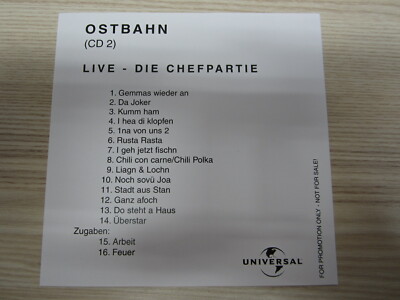 OSTBAHN
(CD 2)
LIVE - DIE CHEFPARTIE
1. Gemmas wieder an
2. Da Joker
3. Kumm ham
4. I hea di klopfen
5. 1na von uns 2
6. Rusta Rasta
7. I geh jetzt fischn
8. Chili con carne/Chili Polka
9. Liagn & Lochn
10. Noch sovü Joa
11. Stadt aus Stan
12. Ganz afoch
13. Do steht a Haus
14. Überstar
Zugaben:
15. Arbeit
16. Feuer
UNIVERSAL
FOR PROMOTION ONLY - NOT FOR SALE!